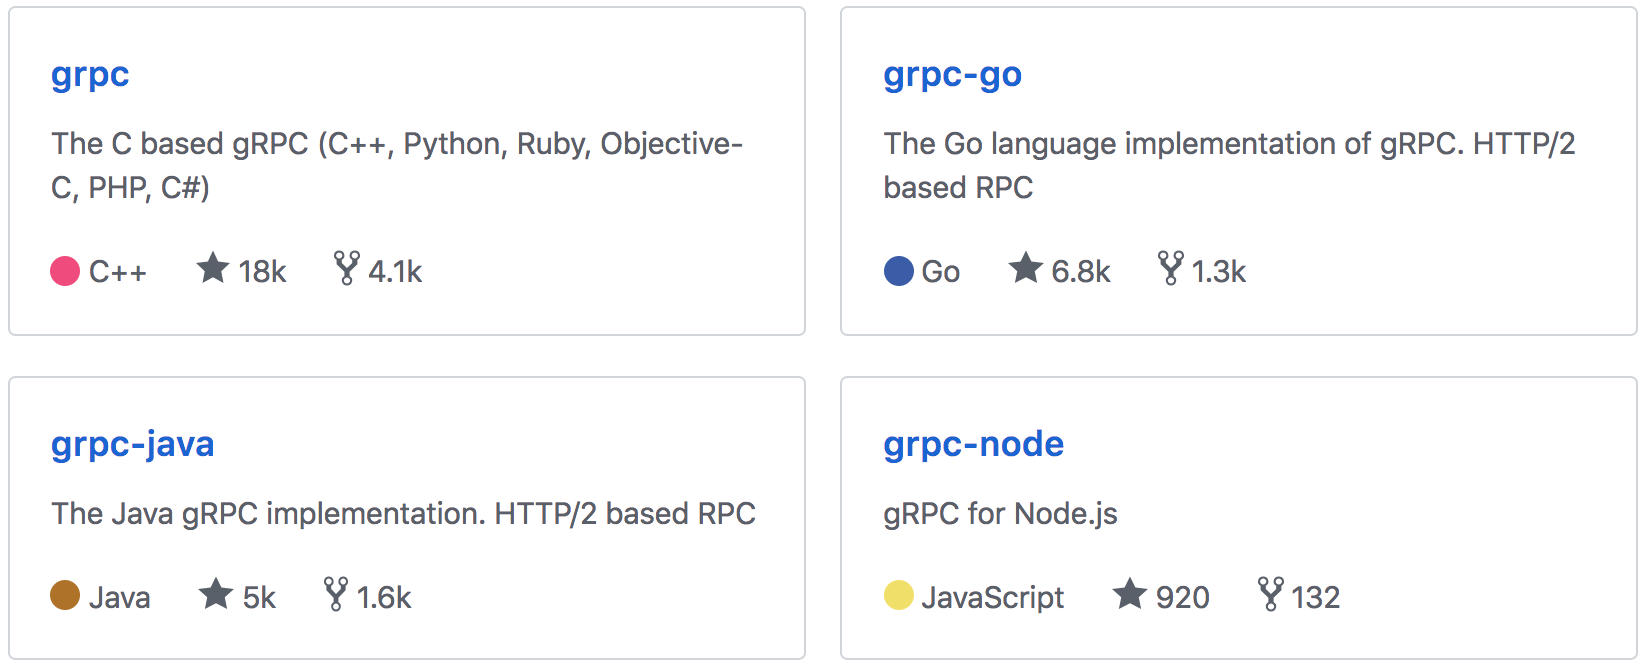 grpc
The C based gRPC (C++, Python, Ruby, Objective-
C, PHP, C#)
C++ 18k 4.1k
grpc-go
The Go language implementation of gRPC. HTTP/2
based RPC
Go 6.8k 1.3k
grpc-java
The Java gRPC implementation. HTTP/2 based RPC
Java 5k 1.6k
grpc-node
gRPC for Node.js
JavaScript 920 132